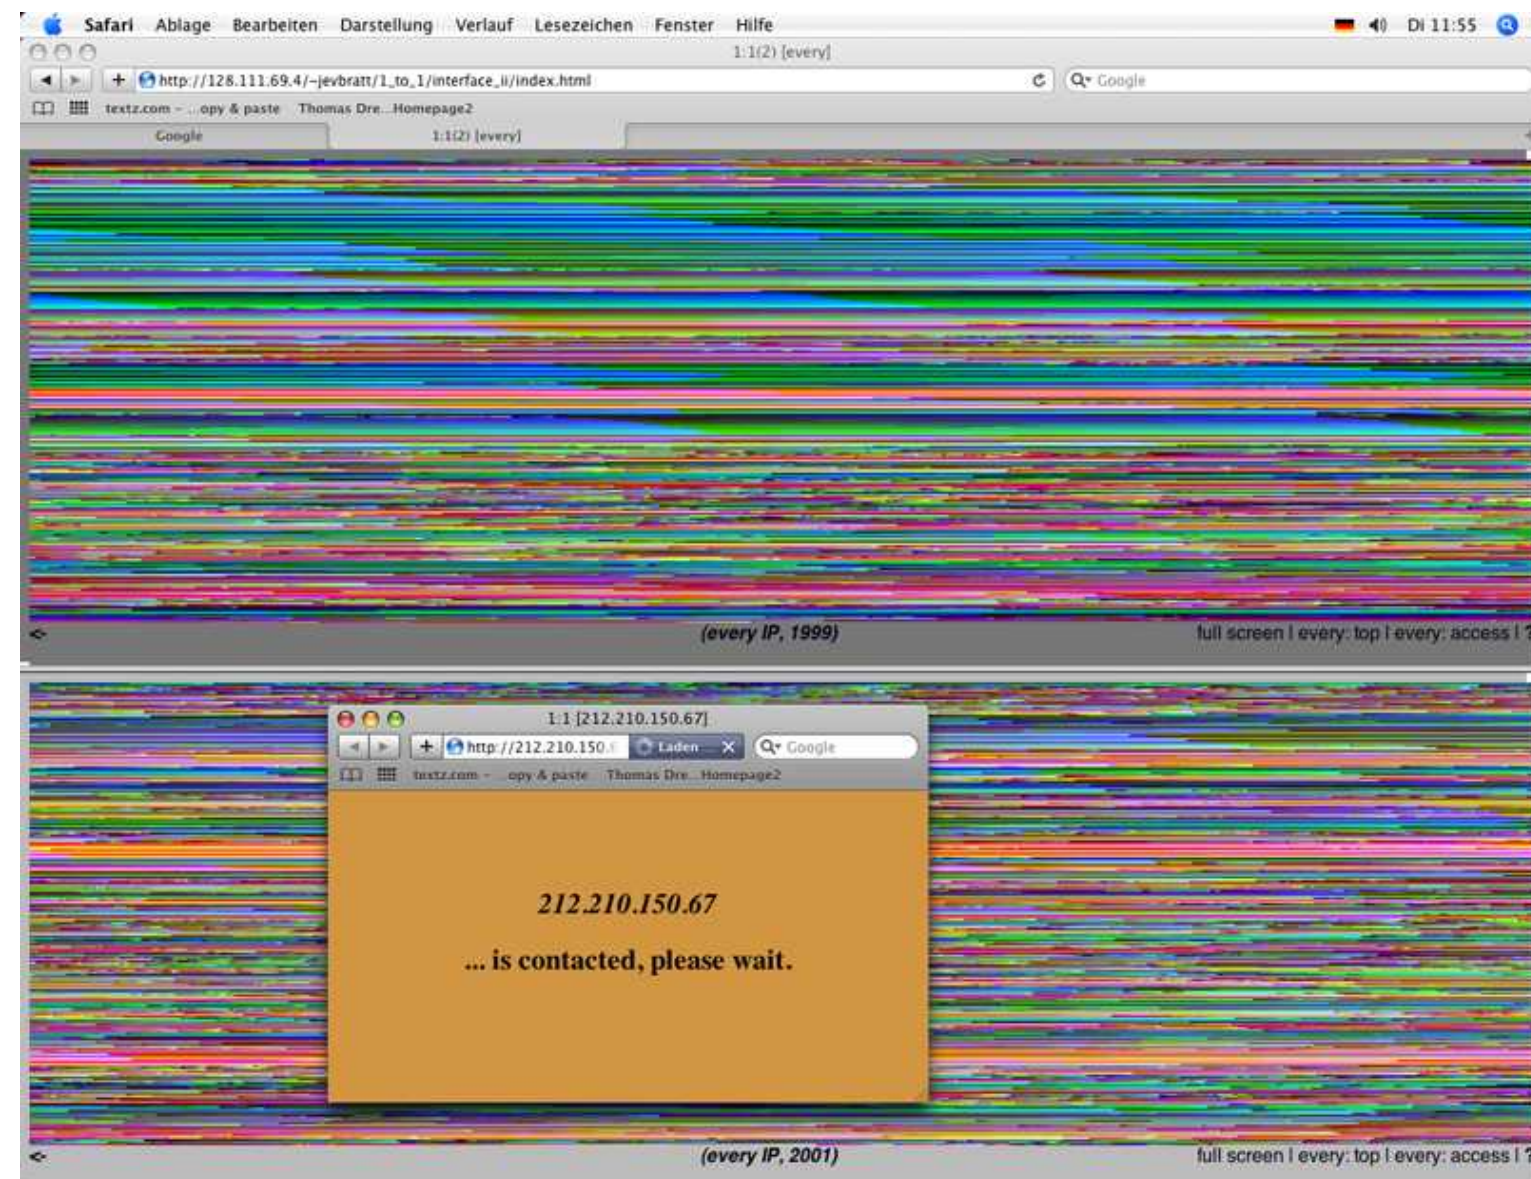 Safari Ablage Bearbeiten Darstellung Verlauf Lesezeichen Fenster Hilfe Di 11:55
1:1(2) [every]
http://128.111.69.4/~jevbratt/1_to_1/interface_ii/index.html Google
textz.com - ...opy & paste Thomas Dre...Homepage2
Google 1:1(2) [every]
<- (every IP, 1999) full screen | every: top | every: access | ?
1:1 [212.210.150.67]
http://212.210.150.6 Laden Google
textz.com - ...opy & paste Thomas Dre...Homepage2
212.210.150.67
... is contacted, please wait.
<- (every IP, 2001) full screen | every: top | every: access | ?